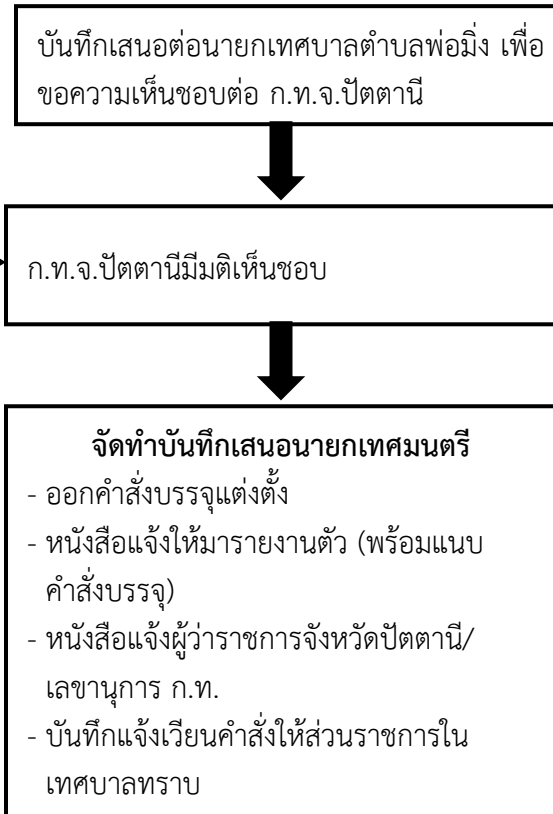 บันทึกเสนอต่อนายกเทศบาลตำบลพ่อมิ่ง เพื่อ
ขอความเห็นชอบต่อ ก.ท.จ.ปัตตานี
ก.ท.จ.ปัตตานีมีมติเห็นชอบ
จัดทำบันทึกเสนอนายกเทศมนตรี
- ออกคำสั่งบรรจุแต่งตั้ง
- หนังสือแจ้งให้มารายงานตัว (พร้อมแนบ
คำสั่งบรรจุ)
- หนังสือแจ้งผู้ว่าราชการจังหวัดปัตตานี/
เลขานุการ ก.ท.
- บันทึกแจ้งเวียนคำสั่งให้ส่วนราชการใน
เทศบาลทราบ